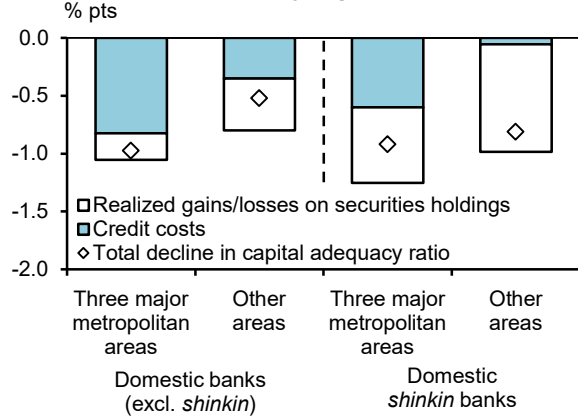 % pts
0.0
-0.5
-1.0
-1.5
-2.0
Realized gains/losses on securities holdings
Credit costs
Total decline in capital adequacy ratio
Three major
metropolitan
areas
Other
areas
Three major
metropolitan
areas
Other
areas
Domestic banks
(excl. shinkin)
Domestic
shinkin banks